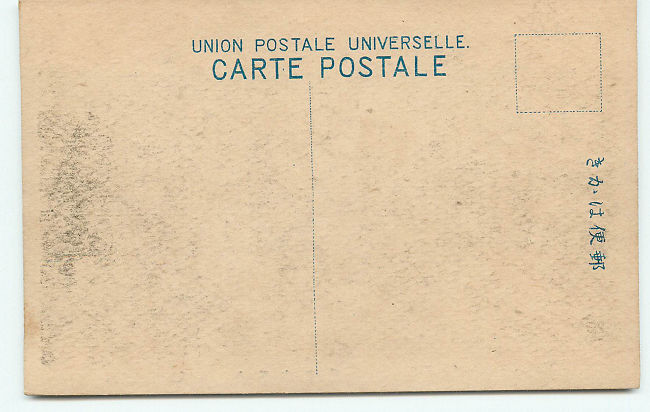 UNION POSTALE UNIVERSELLE.
CARTE POSTALE
郵便はがき